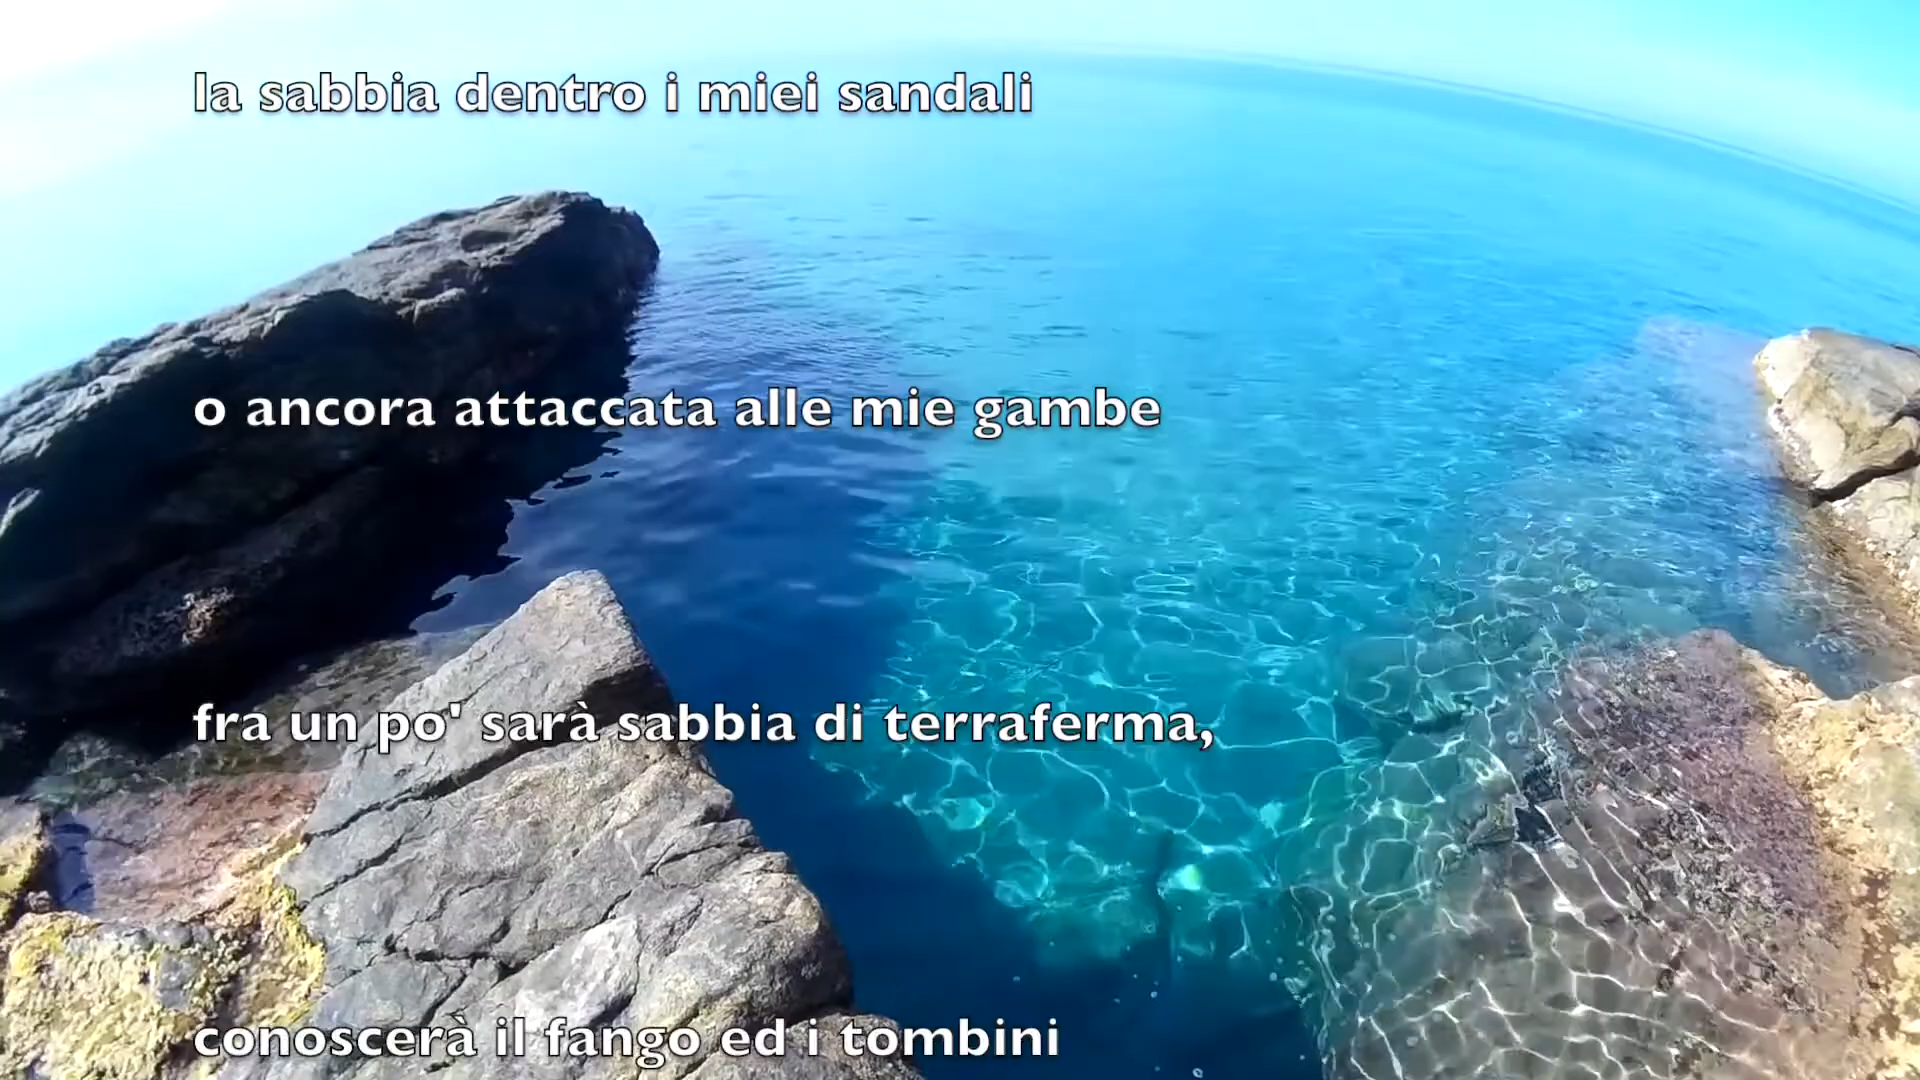 la sabbia dentro i miei sandali
o ancora attaccata alle mie gambe
fra un po' sarà sabbia di terraferma,
conoscerà il fango ed i tombini